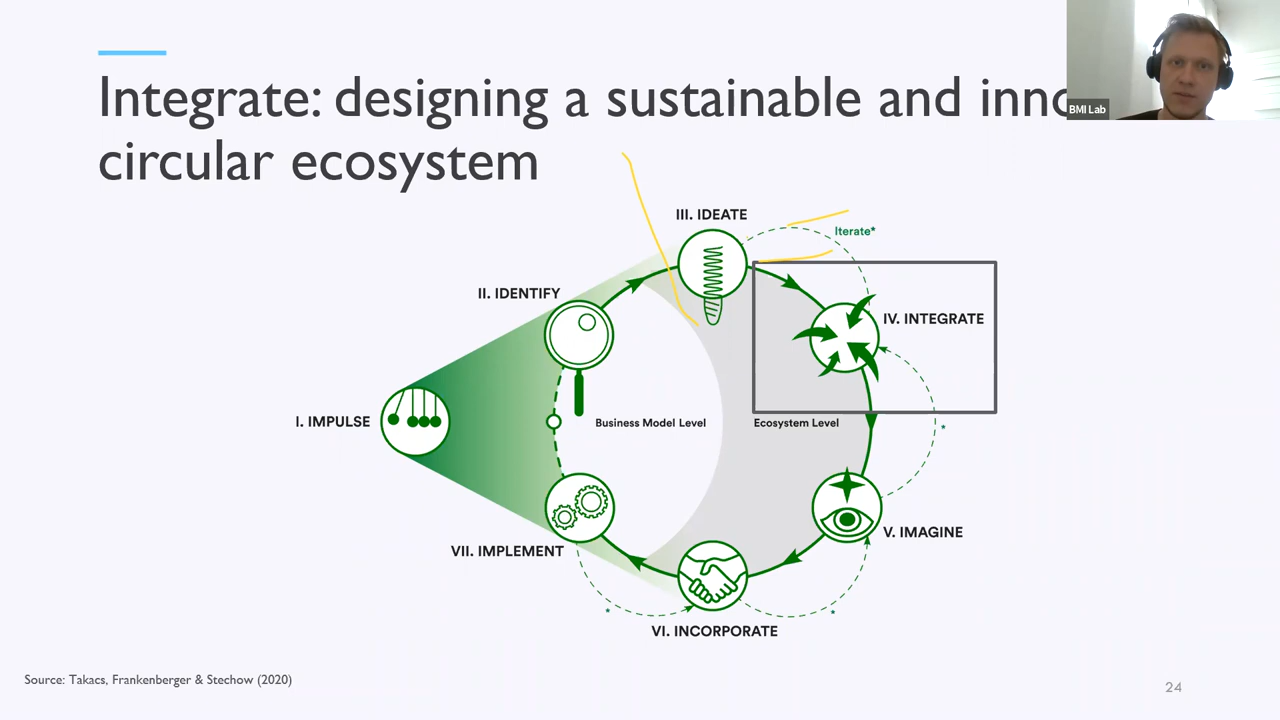 Integrate: designing a sustainable and inno
circular ecosystem
BMI Lab
III. IDEATE
Iterate*
II. IDENTIFY
IV. INTEGRATE
I. IMPULSE
Business Model Level
Ecosystem Level
*
V. IMAGINE
VII. IMPLEMENT
*
*
VI. INCORPORATE
Source: Takacs, Frankenberger & Stechow (2020)
24